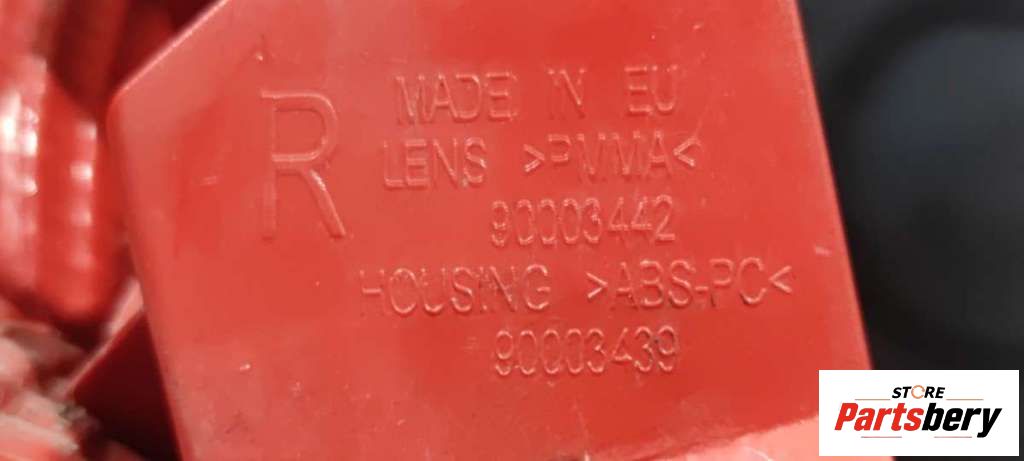 R
MADE IN EU
LENS >PMMA<
90003442
HOUSING >ABS-PC<
90003439
STORE
Partsbery